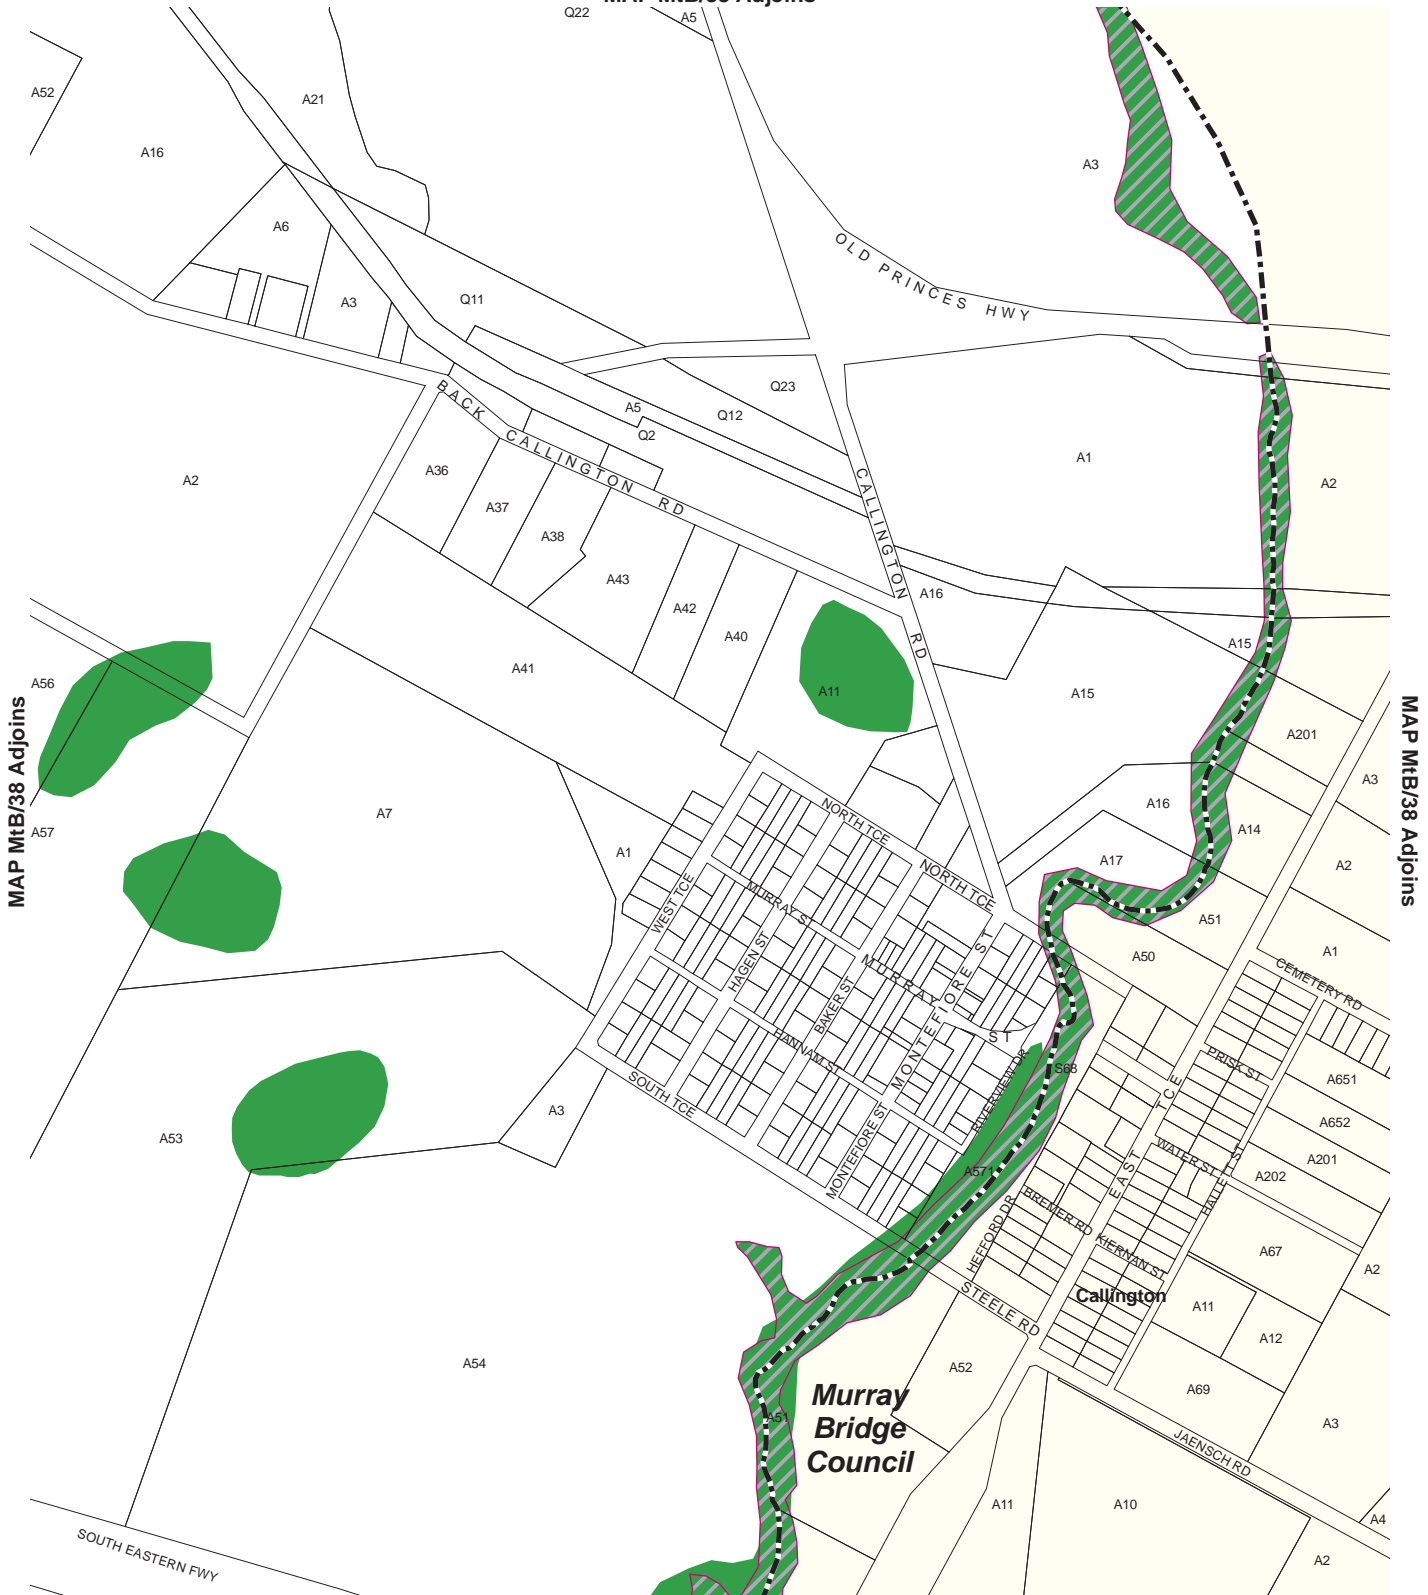 Q22
A5
A52
A21
A16
A3
A6
OLD PRINCES HWY
Q11
A3
Q23
A5
Q12
Q2
BACK CALLINGTON RD
CALLINGTON RD
A1
A2
A2
A36
A37
A38
A43
A42
A40
A16
A15
A41
A11
A15
A56
MAP MtB/38 Adjoins
MAP MtB/38 Adjoins
A201
A3
A57
A7
A16
A14
NORTH TCE
A1
A17
A2
NORTH TCE
WEST TCE
MURRAY ST
A51
HAGEN ST
MURRAY ST
MONTEFIORE ST
A50
A1
CEMETERY RD
BAKER ST
HANNAM ST
PRISK ST
SOUTH TCE
RIVERVIEW DR
S68
A651
A3
A53
MONTEFIORE ST
EAST TCE
A652
WATER ST
HALLETT ST
A201
A571
A202
BREMER RD
HEFFORD DR
KIERNAN ST
A67
A2
STEELE RD
Callington
A11
A12
A54
A52
A69
Murray
Bridge
Council
A51
A3
JAENSCH RD
A11
A10
A4
SOUTH EASTERN FWY
A2